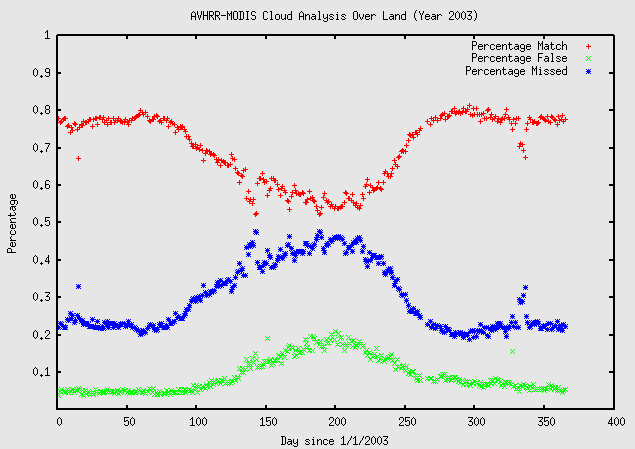 AVHRR-MODIS Cloud Analysis Over Land (Year 2003)
1
0.9
0.8
0.7
0.6
0.5
0.4
0.3
0.2
0.1
Percentage
Percentage Match
Percentage False
Percentage Missed
0 50 100 150 200 250 300 350 400
Day since 1/1/2003